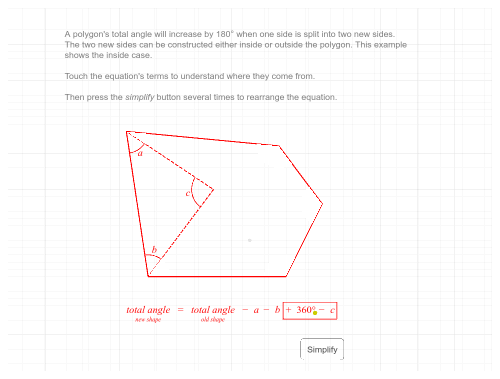 A polygon's total angle will increase by 180° when one side is split into two new sides.
The two new sides can be constructed either inside or outside the polygon. This example
shows the inside case.
Touch the equation's terms to understand where they come from.
Then press the simplify button several times to rearrange the equation.
a
c
b
total angle = total angle − a − b + 360° − c
new shape old shape
Simplify